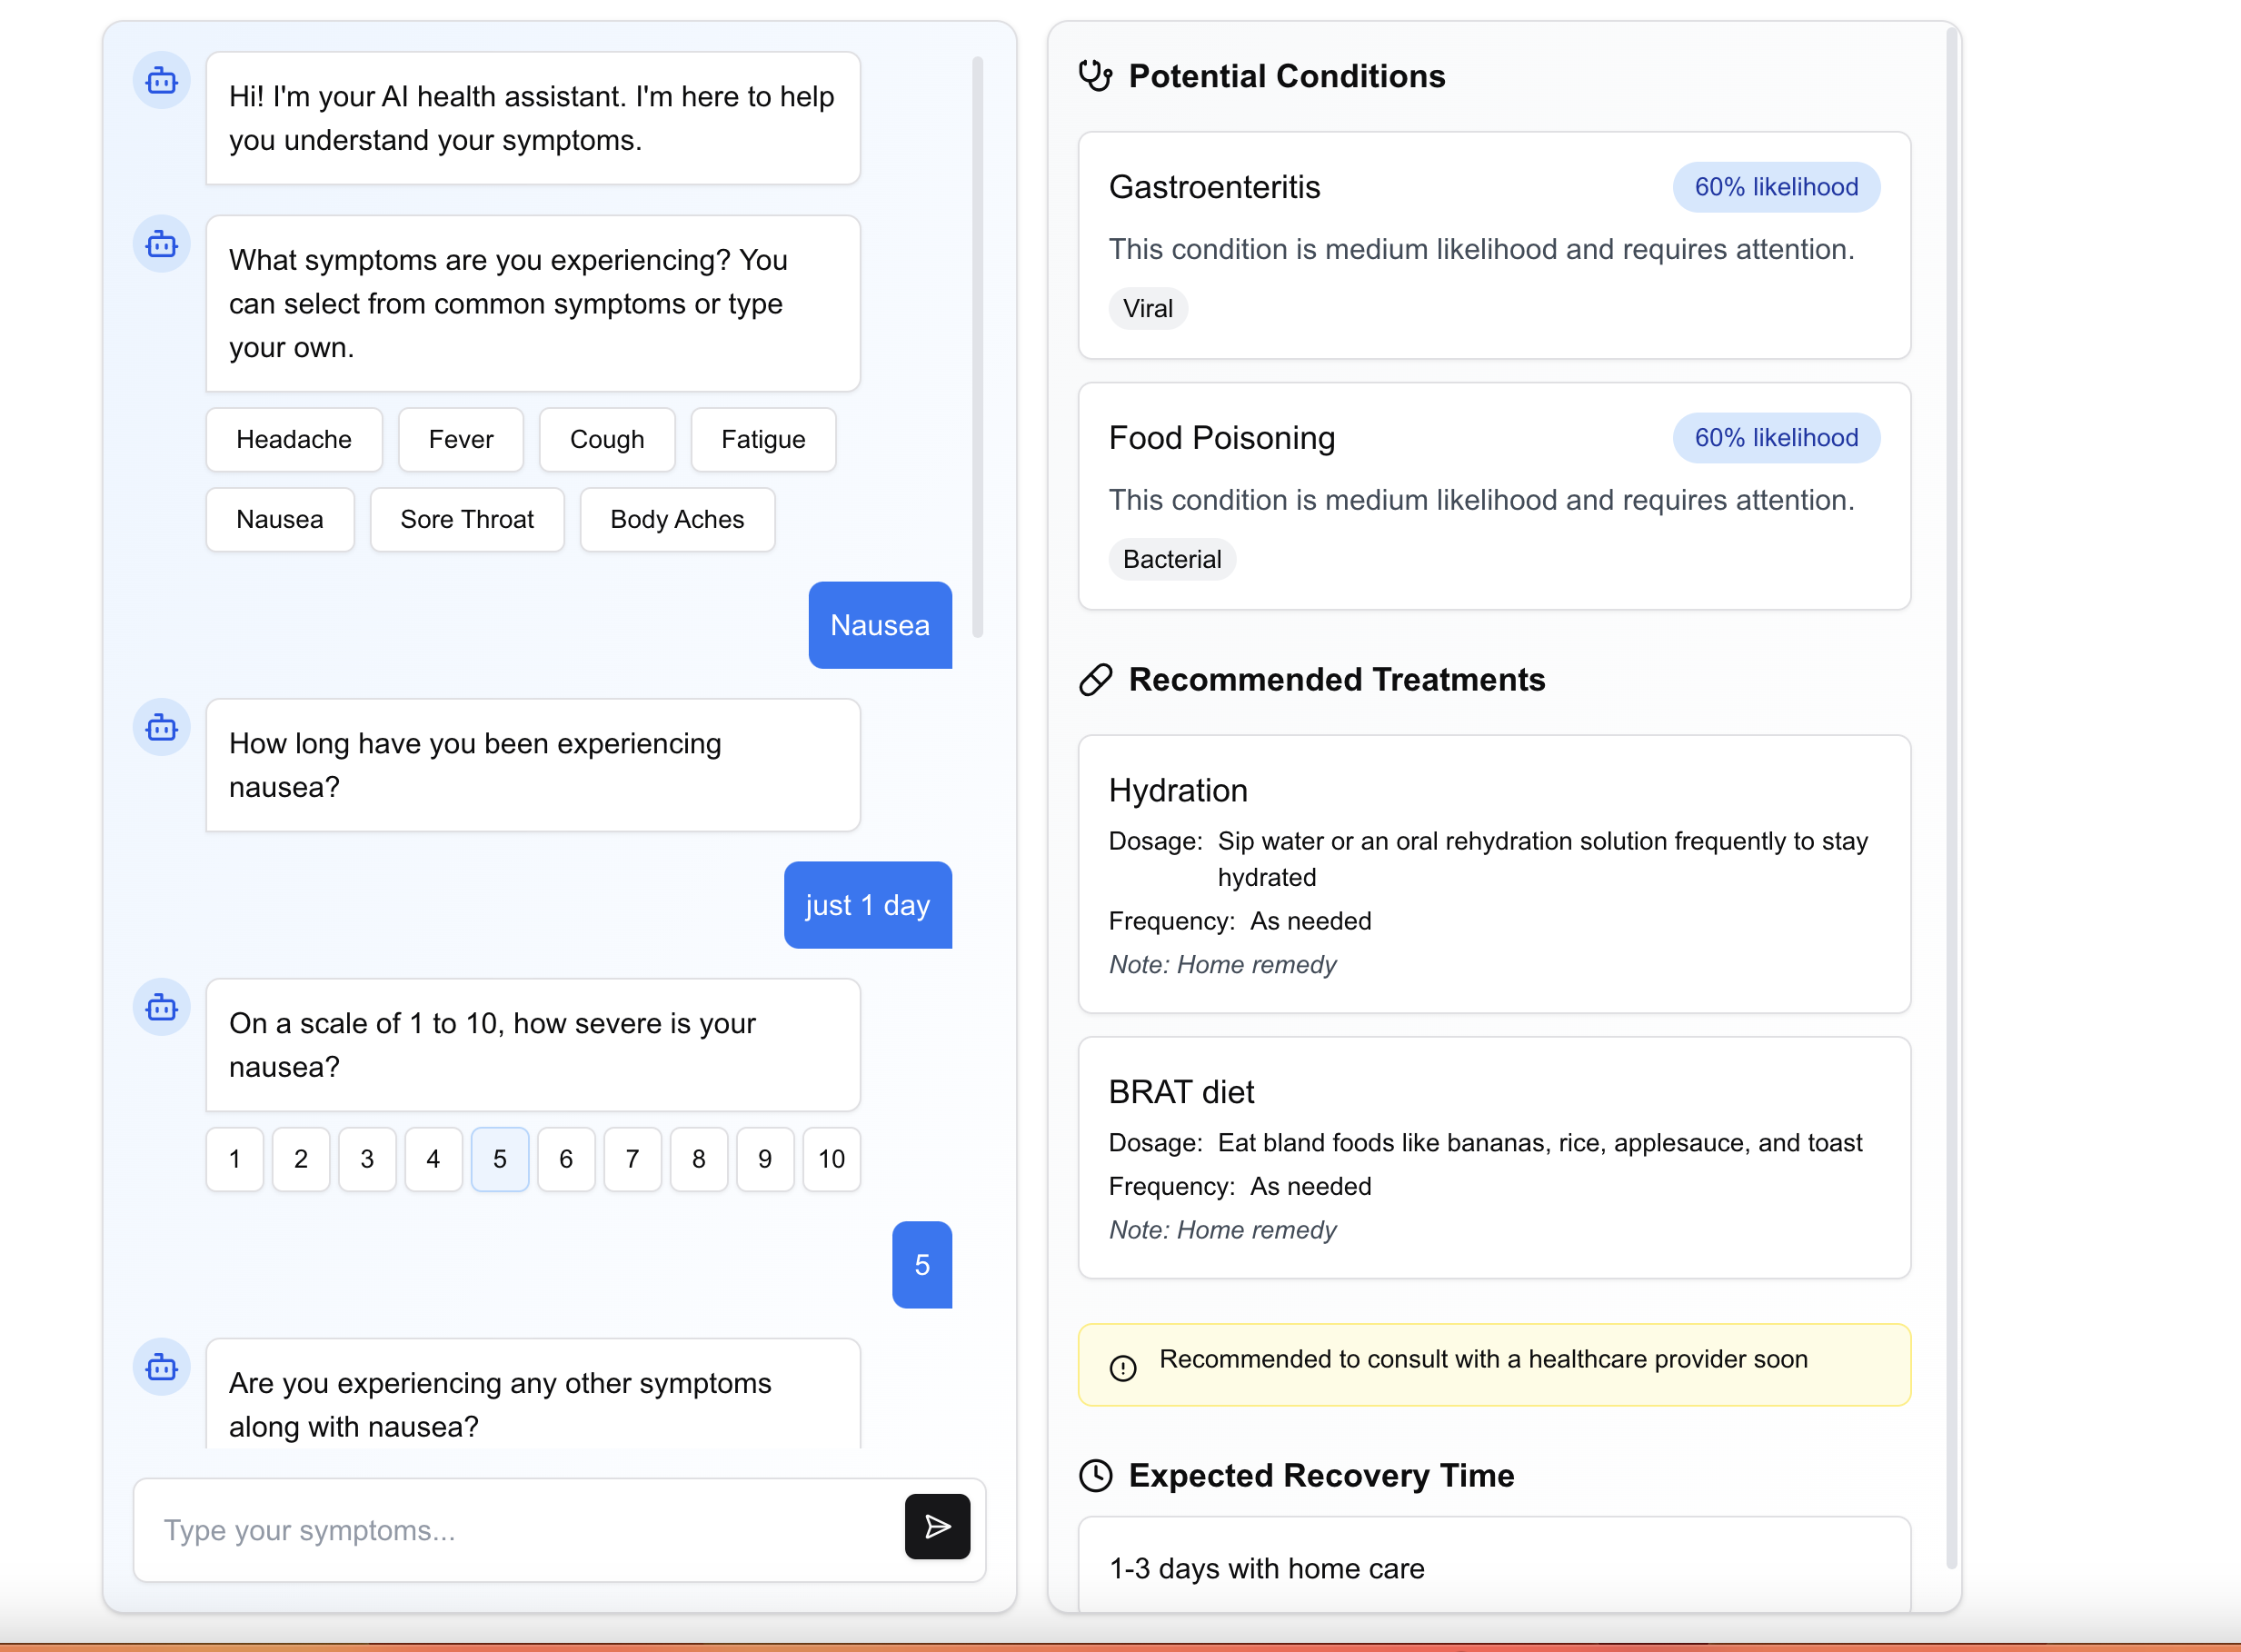 Hi! I'm your AI health assistant. I'm here to help
you understand your symptoms.
What symptoms are you experiencing? You
can select from common symptoms or type
your own.
Headache
Fever
Cough
Fatigue
Nausea
Sore Throat
Body Aches
Nausea
How long have you been experiencing
nausea?
just 1 day
On a scale of 1 to 10, how severe is your
nausea?
1 2 3 4 5 6 7 8 9 10
5
Are you experiencing any other symptoms
along with nausea?
Type your symptoms...
Potential Conditions
Gastroenteritis
60% likelihood
This condition is medium likelihood and requires attention.
Viral
Food Poisoning
60% likelihood
This condition is medium likelihood and requires attention.
Bacterial
Recommended Treatments
Hydration
Dosage: Sip water or an oral rehydration solution frequently to stay
hydrated
Frequency: As needed
Note: Home remedy
BRAT diet
Dosage: Eat bland foods like bananas, rice, applesauce, and toast
Frequency: As needed
Note: Home remedy
Recommended to consult with a healthcare provider soon
Expected Recovery Time
1-3 days with home care